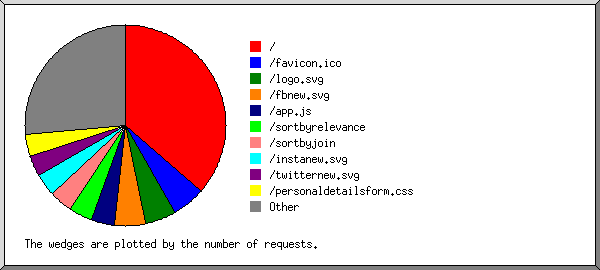 /
/favicon.ico
/logo.svg
/fbnew.svg
/app.js
/sortbyrelevance
/sortbyjoin
/instanew.svg
/twitternew.svg
/personaldetailsform.css
Other
The wedges are plotted by the number of requests.